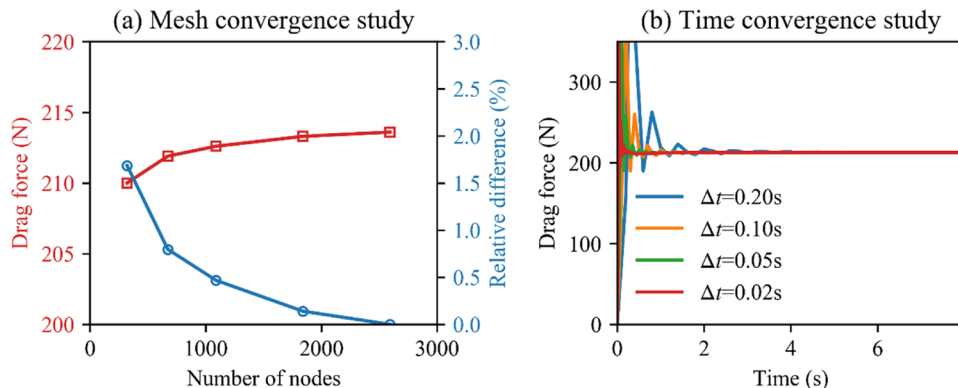 (a) Mesh convergence study
220
215
210
205
200
Drag force (N)
3.0
2.5
2.0
1.5
1.0
0.5
0.0
Relative difference (%)
0
1000
2000
3000
Number of nodes
(b) Time convergence study
300
200
100
0
Drag force (N)
Δt=0.20s
Δt=0.10s
Δt=0.05s
Δt=0.02s
0
2
4
6
Time (s)